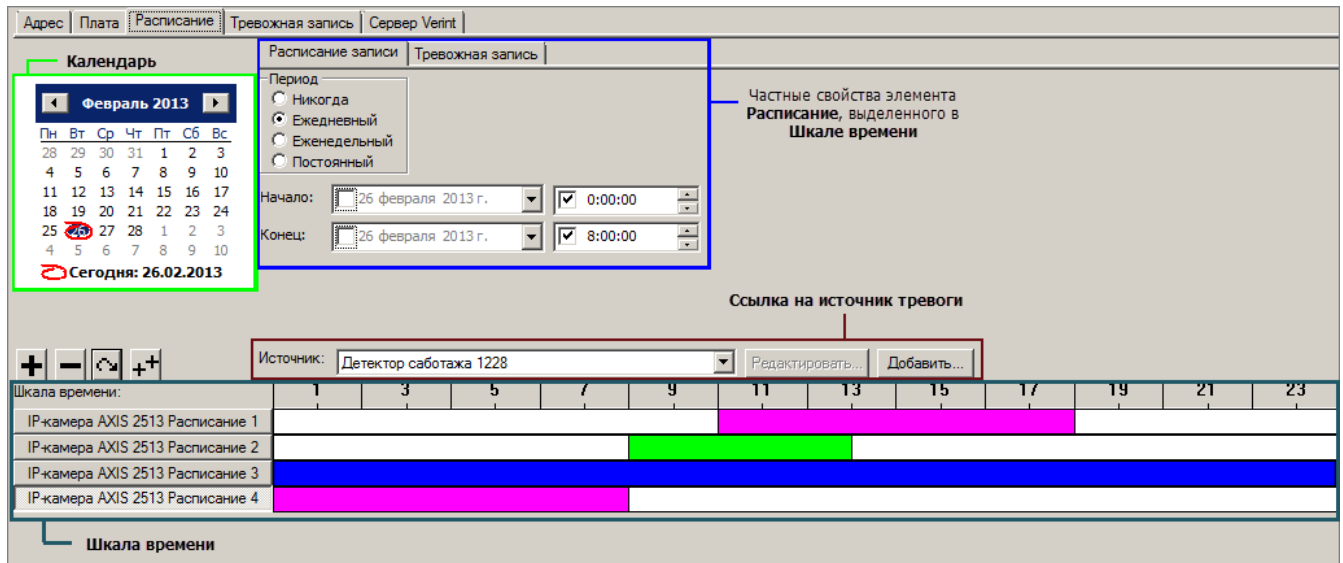 Адрес Плата Расписание Тревожная запись Сервер Verint
Календарь
Февраль 2013
Пн Вт Ср Чт Пт Сб Вс
28 29 30 31 1 2 3
4 5 6 7 8 9 10
11 12 13 14 15 16 17
18 19 20 21 22 23 24
25 26 27 28 1 2 3
4 5 6 7 8 9 10
Сегодня: 26.02.2013
Расписание записи Тревожная запись
Период
Никогда
Ежедневный
Еженедельный
Постоянный
Начало: 26 февраля 2013 г. 0:00:00
Конец: 26 февраля 2013 г. 8:00:00
Частные свойства элемента
Расписание, выделенного в
Шкале времени
Ссылка на источник тревоги
Источник: Детектор саботажа 1228 Редактировать... Добавить...
Шкала времени: 1 3 5 7 9 11 13 15 17 19 21 23
IP-камера AXIS 2513 Расписание 1
IP-камера AXIS 2513 Расписание 2
IP-камера AXIS 2513 Расписание 3
IP-камера AXIS 2513 Расписание 4
Шкала времени